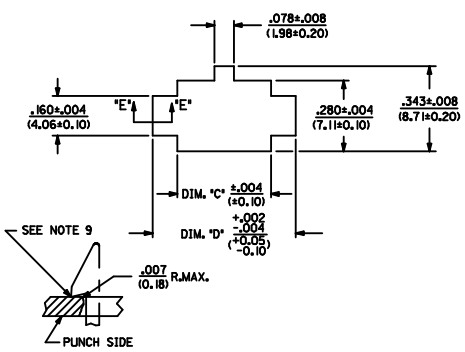 .078±.008
(1.98±0.20)
"E" "E"
.160±.004
(4.06±0.10)
.280±.004
(7.11±0.10)
.343±.008
(8.71±0.20)
DIM. "C" ±.004
(±0.10)
DIM. "D" +.002
-.004
(+0.05
-0.10)
SEE NOTE 9
.007
(0.18) R.MAX.
PUNCH SIDE